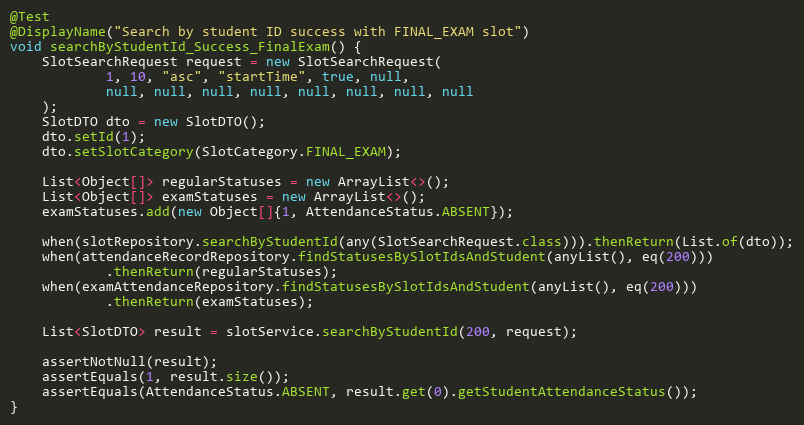 @Test
@DisplayName("Search by student ID success with FINAL_EXAM slot")
void searchByStudentId_Success_FinalExam() {
    SlotSearchRequest request = new SlotSearchRequest(
            1, 10, "asc", "startTime", true, null,
            null, null, null, null, null, null, null, null
    );
    SlotDTO dto = new SlotDTO();
    dto.setId(1);
    dto.setSlotCategory(SlotCategory.FINAL_EXAM);

    List<Object[]> regularStatuses = new ArrayList<>();
    List<Object[]> examStatuses = new ArrayList<>();
    examStatuses.add(new Object[]{1, AttendanceStatus.ABSENT});

    when(slotRepository.searchByStudentId(any(SlotSearchRequest.class))).thenReturn(List.of(dto));
    when(attendanceRecordRepository.findStatusesBySlotIdsAndStudent(anyList(), eq(200)))
            .thenReturn(regularStatuses);
    when(examAttendanceRepository.findStatusesBySlotIdsAndStudent(anyList(), eq(200)))
            .thenReturn(examStatuses);

    List<SlotDTO> result = slotService.searchByStudentId(200, request);

    assertNotNull(result);
    assertEquals(1, result.size());
    assertEquals(AttendanceStatus.ABSENT, result.get(0).getStudentAttendanceStatus());
}